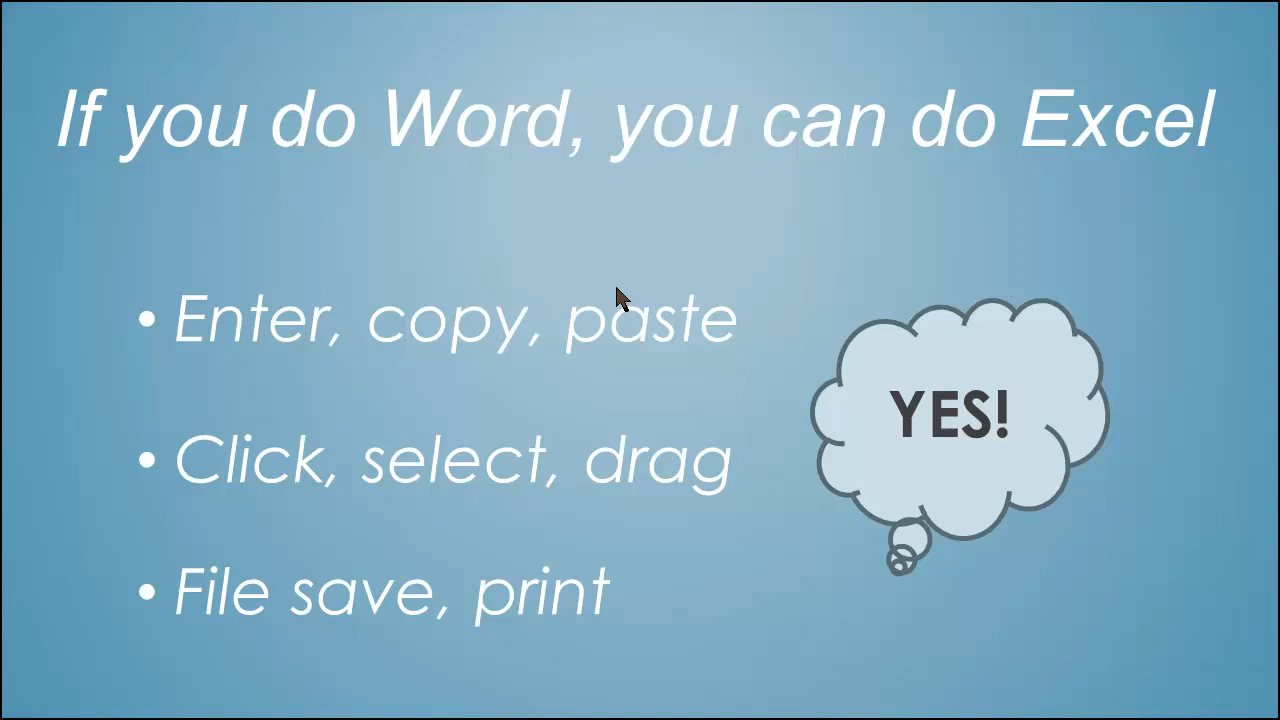 If you do Word, you can do Excel
• Enter, copy, paste
• Click, select, drag
YES!
• File save, print